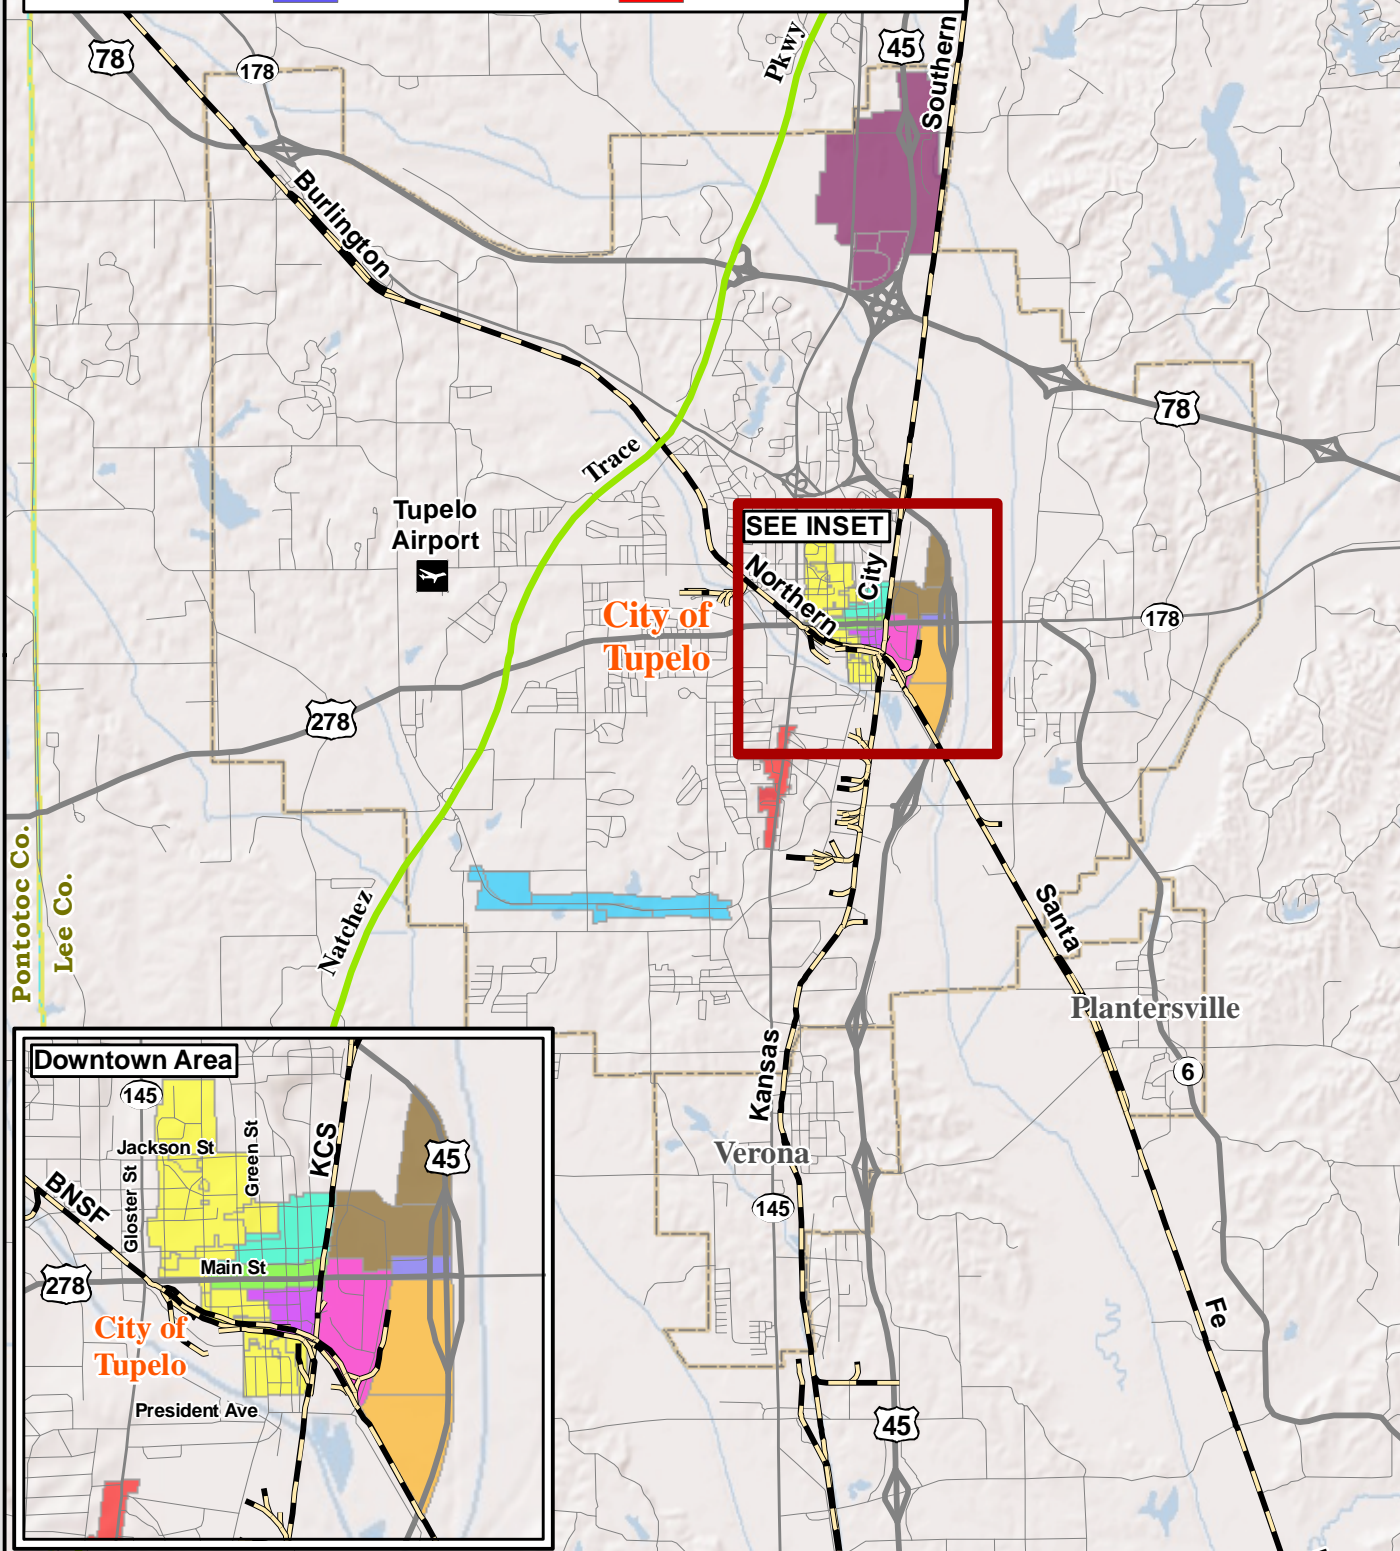 Pkwy
45
Southern
78
178
Burlington
78
Trace
Tupelo
Airport
SEE INSET
City
Northern
City of
Tupelo
178
278
Pontotoc Co.
Lee Co.
Natchez
Santa
Plantersville
Kansas
6
Verona
145
Fe
45
Downtown Area
145
Jackson St
Green St
KCS
45
Gloster St
BNSF
Main St
278
City of
Tupelo
President Ave